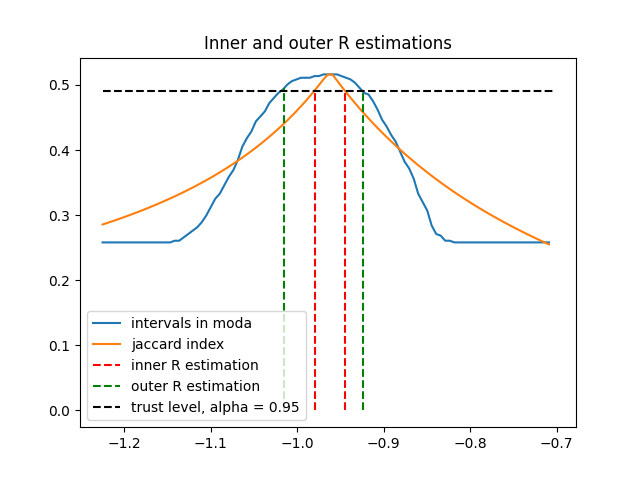 Inner and outer R estimations
0.5
0.4
0.3
0.2
0.1
0.0
intervals in moda
jaccard index
inner R estimation
outer R estimation
trust level, alpha = 0.95
−1.2 −1.1 −1.0 −0.9 −0.8 −0.7